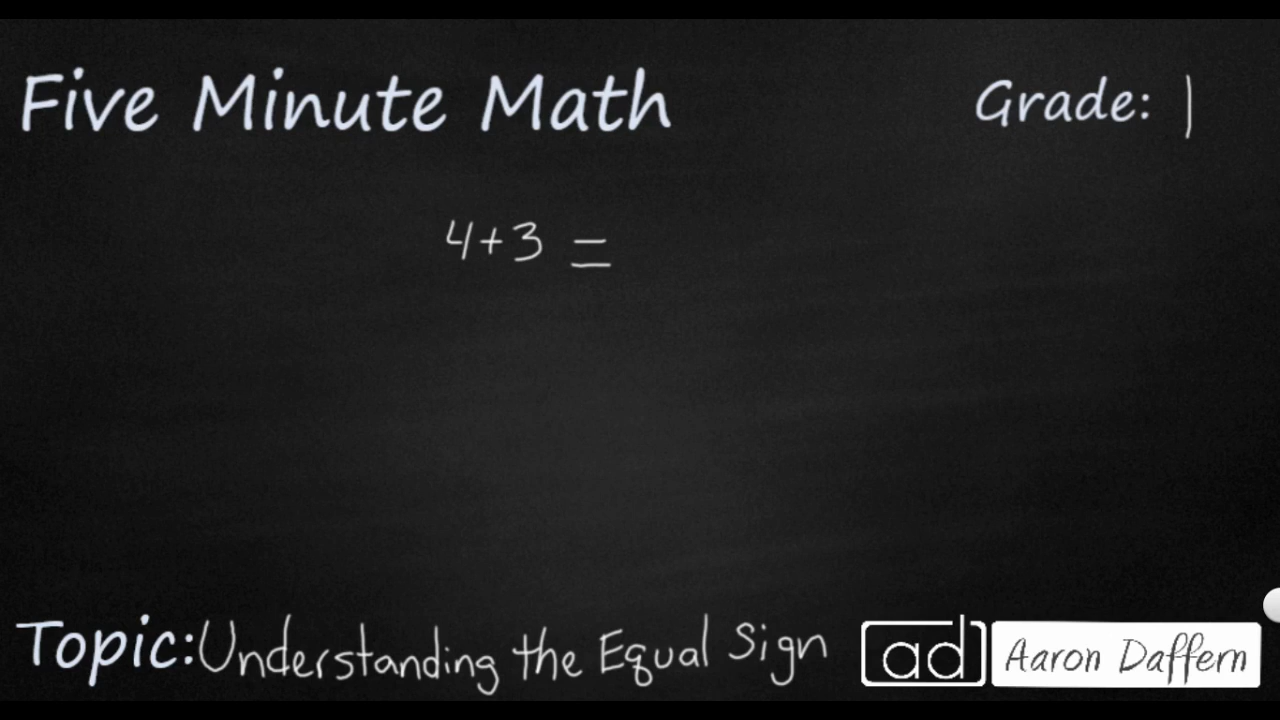 Five Minute Math Grade: 1
4+3 =
Topic: Understanding the Equal Sign ad Aaron Daffern